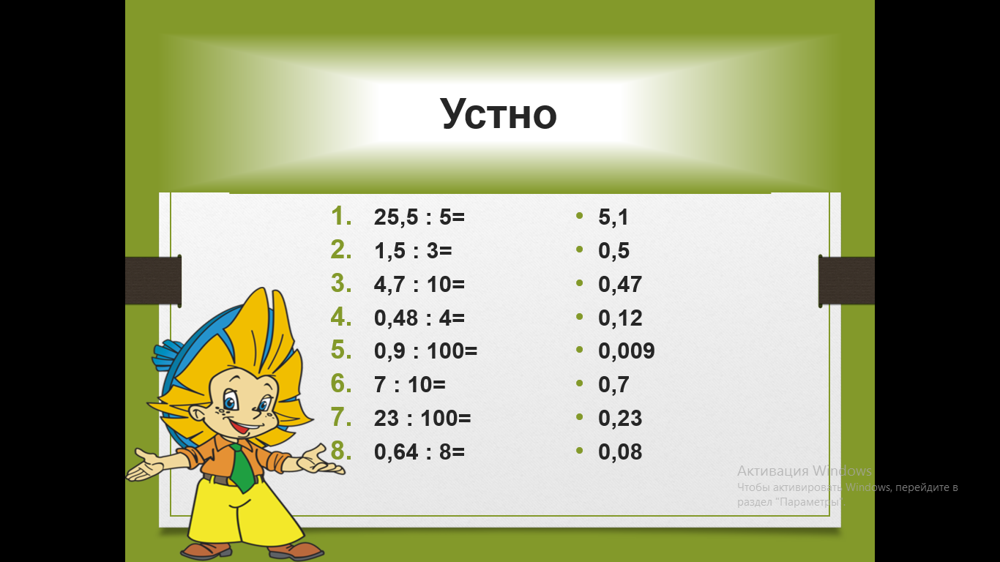 Устно
1. 25,5 : 5= • 5,1
2. 1,5 : 3= • 0,5
3. 4,7 : 10= • 0,47
4. 0,48 : 4= • 0,12
5. 0,9 : 100= • 0,009
6. 7 : 10= • 0,7
7. 23 : 100= • 0,23
8. 0,64 : 8= • 0,08
Активация Windows
Чтобы активировать Windows, перейдите в
раздел "Параметры".